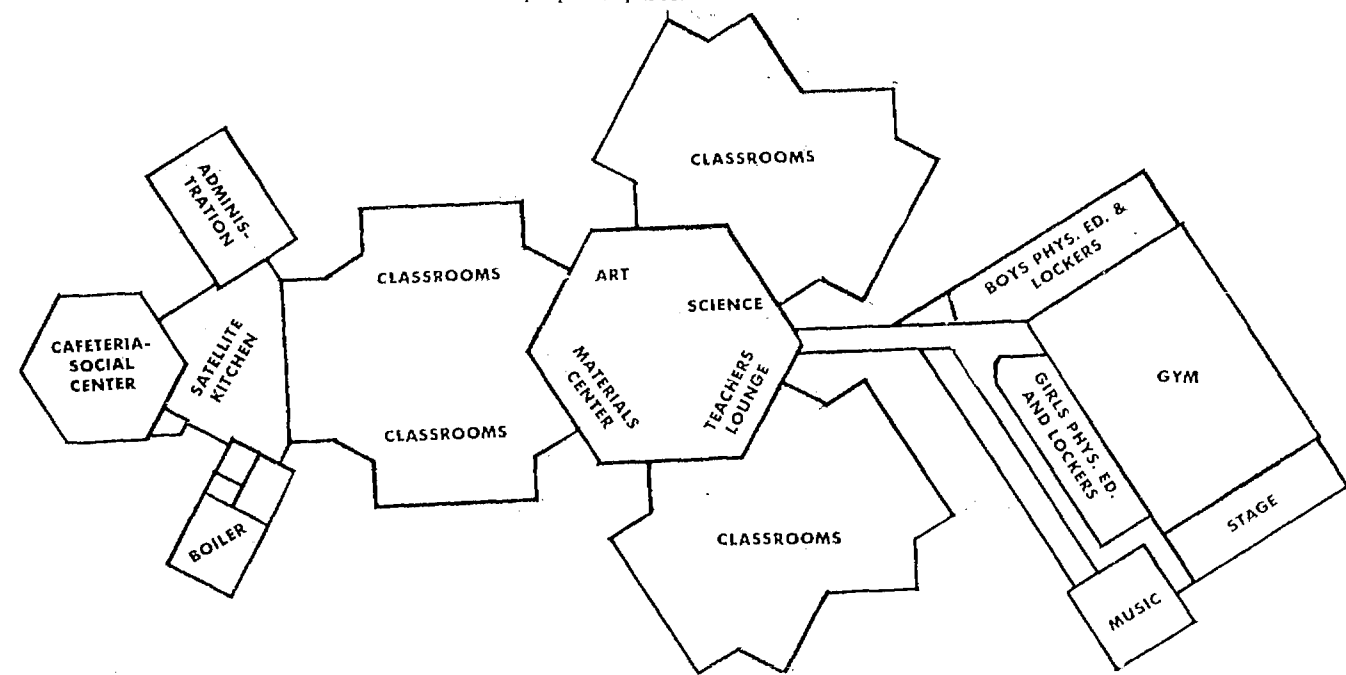 CLASSROOMS
ADMINIS-
TRATION
CLASSROOMS
ART
SCIENCE
BOYS PHYS. ED. &
LOCKERS
CAFETERIA-
SOCIAL
CENTER
SATELLITE
KITCHEN
MATERIALS
CENTER
TEACHERS
LOUNGE
GIRLS PHYS. ED.
AND LOCKERS
GYM
CLASSROOMS
BOILER
CLASSROOMS
STAGE
MUSIC